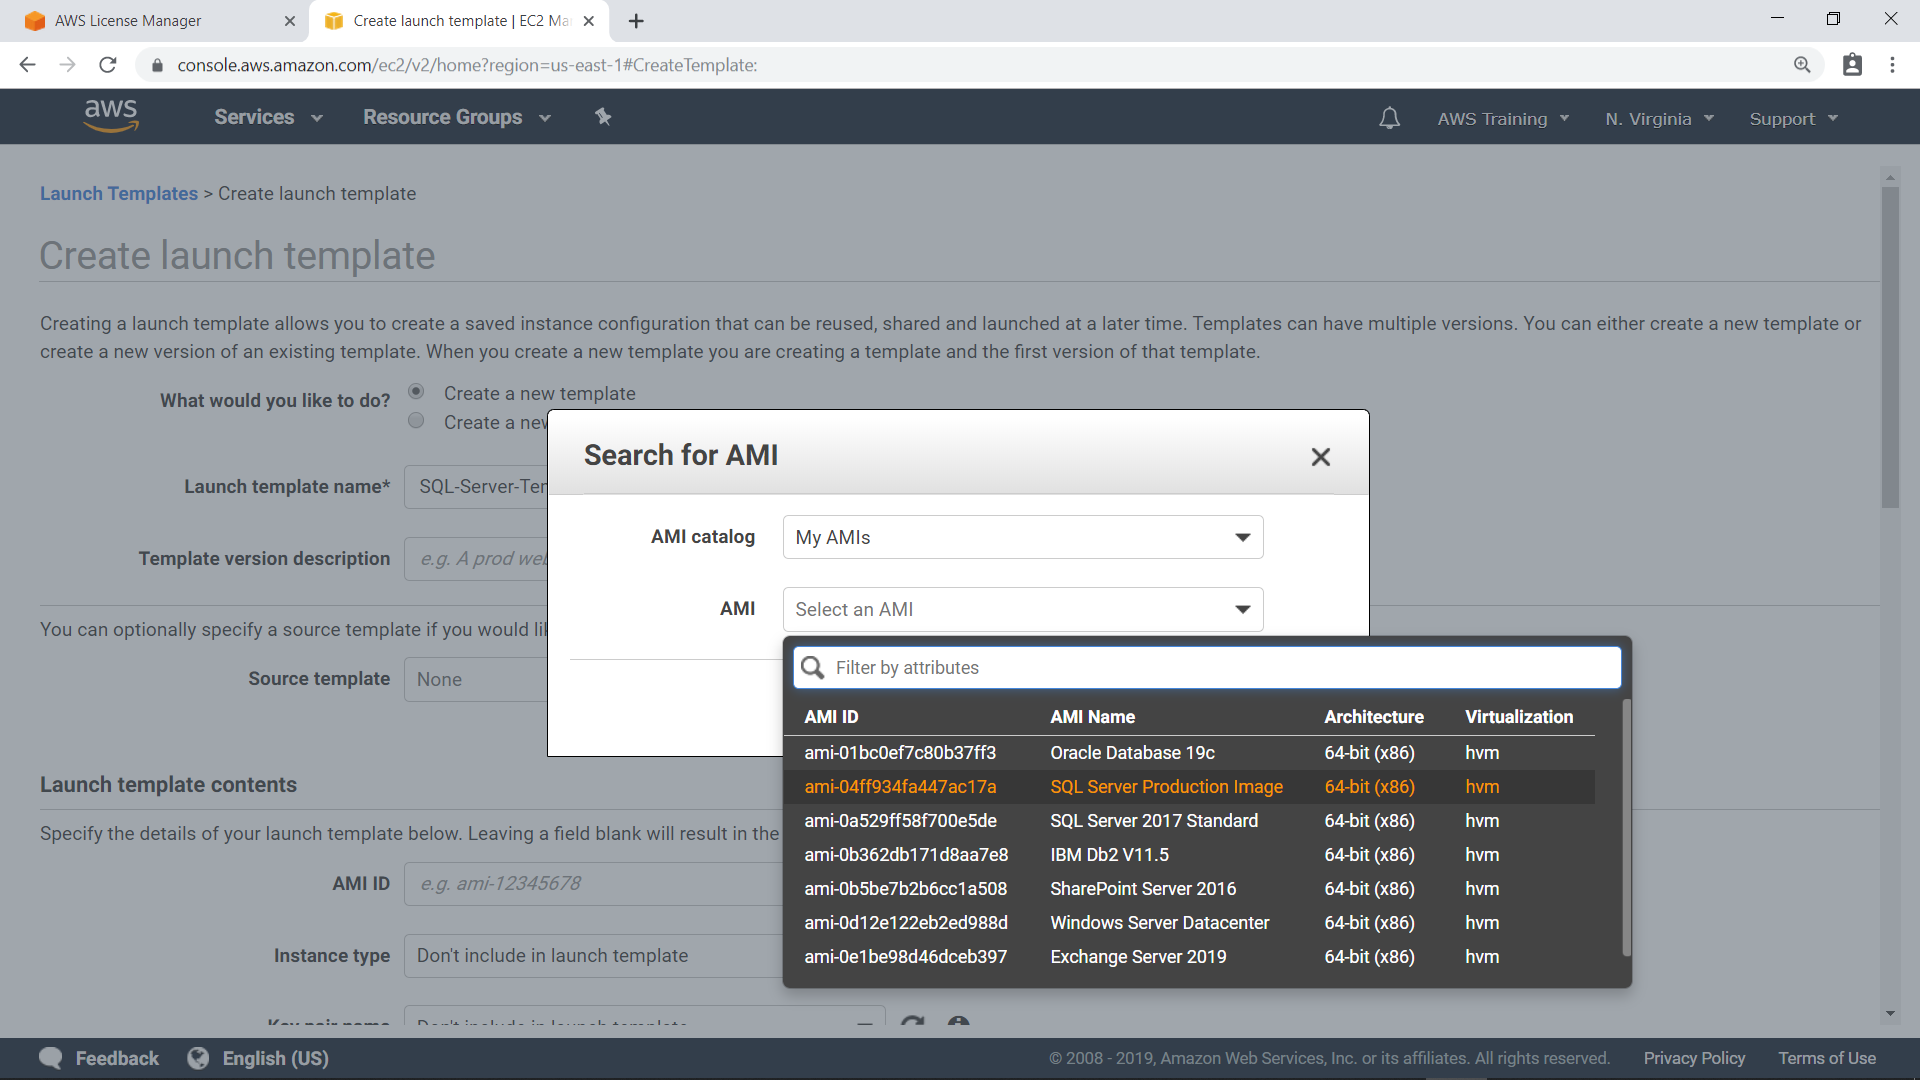 AWS License Manager
Create launch template | EC2 Ma
console.aws.amazon.com/ec2/v2/home?region=us-east-1#CreateTemplate:
aws
Services
Resource Groups
AWS Training
N. Virginia
Support
Launch Templates > Create launch template
Create launch template
Creating a launch template allows you to create a saved instance configuration that can be reused, shared and launched at a later time. Templates can have multiple versions. You can either create a new template or
create a new version of an existing template. When you create a new template you are creating a template and the first version of that template.
What would you like to do?
Create a new template
Create a new
Launch template name*
SQL-Server-Ter
Template version description
e.g. A prod web
You can optionally specify a source template if you would li
Source template
None
Search for AMI
AMI catalog
My AMIs
AMI
Select an AMI
Filter by attributes
AMI ID AMI Name Architecture Virtualization
ami-01bc0ef7c80b37ff3 Oracle Database 19c 64-bit (x86) hvm
ami-04ff934fa447ac17a SQL Server Production Image 64-bit (x86) hvm
ami-0a529ff58f700e5de SQL Server 2017 Standard 64-bit (x86) hvm
ami-0b362db171d8aa7e8 IBM Db2 V11.5 64-bit (x86) hvm
ami-0b5be7b2b6cc1a508 SharePoint Server 2016 64-bit (x86) hvm
ami-0d12e122eb2ed988d Windows Server Datacenter 64-bit (x86) hvm
ami-0e1be98d46dceb397 Exchange Server 2019 64-bit (x86) hvm
Launch template contents
Specify the details of your launch template below. Leaving a field blank will result in the
AMI ID
e.g. ami-12345678
Instance type
Don't include in launch template
Key pair name
Don't include in launch template
Feedback
English (US)
© 2008 - 2019, Amazon Web Services, Inc. or its affiliates. All rights reserved.
Privacy Policy
Terms of Use